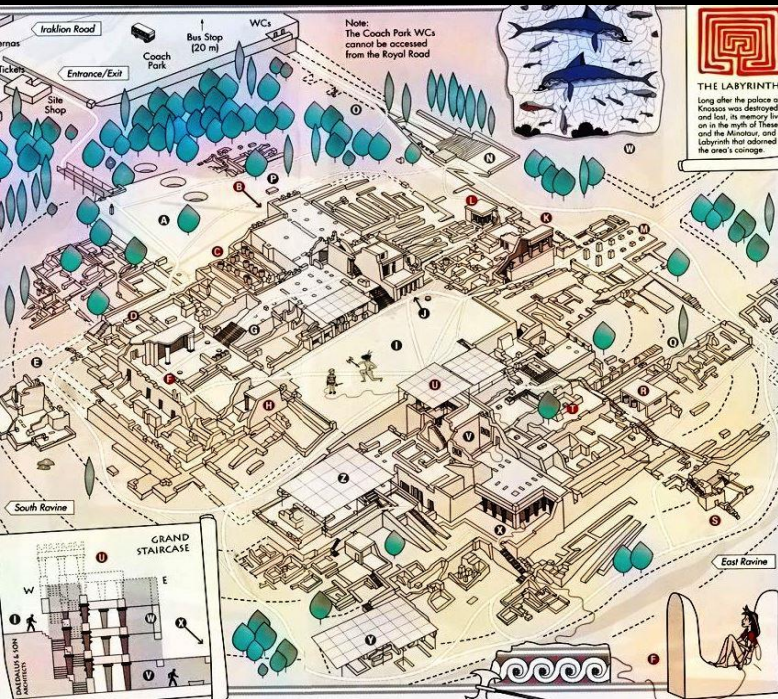 Iraklion Road
Bus Stop
(20 m)
WCs
Coach
Park
Entrance/Exit
Tickets
Site
Shop
Note:
The Coach Park WCs
cannot be accessed
from the Royal Road
THE LABYRINTH
Long after the palace
Knossos was destroyed
and lost, its memory
on in the myth of
and the Minotaur, and
Labyrinth that adorned
the area's coinage.
O
N
W
P
B
L
A
K
M
C
D
G
J
Q
E
I
F
U
R
H
T
V
Z
South Ravine
S
X
GRAND
STAIRCASE
U
East Ravine
W
E
I
W
X
V
DAEDALUS & SON
ARCHITECTS
Y
F